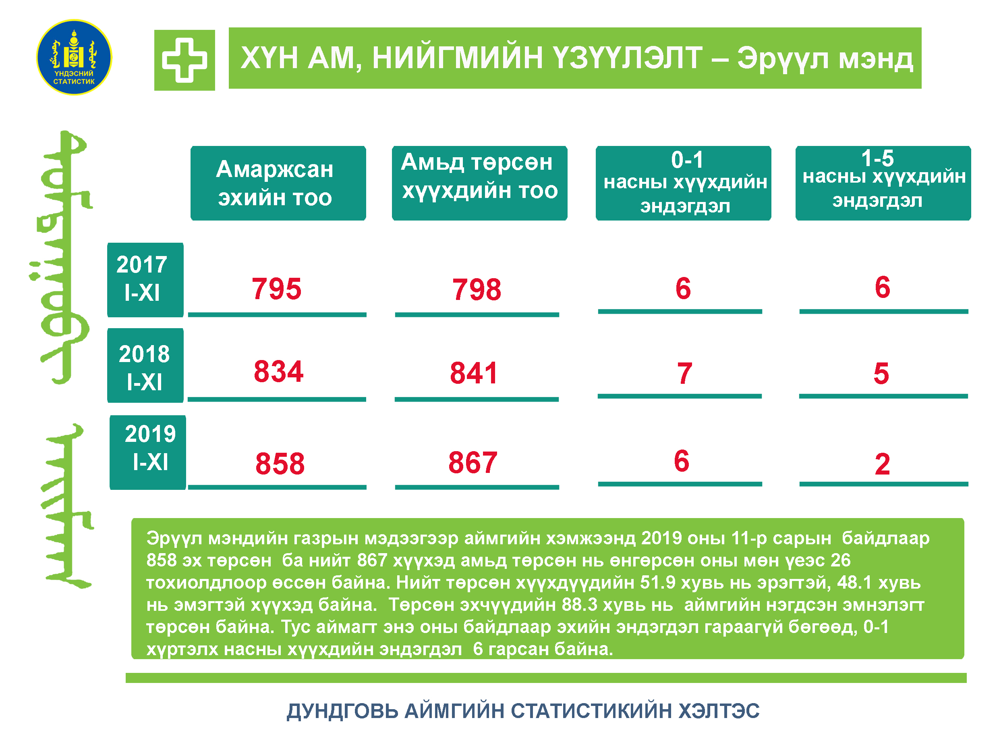 ҮНДЭСНИЙ
СТАТИСТИК
ХҮН АМ, НИЙГМИЙН ҮЗҮҮЛЭЛТ – Эрүүл мэнд
Амаржсан
эхийн тоо
Амьд төрсөн
хүүхдийн тоо
0-1
насны хүүхдийн
эндэгдэл
1-5
насны хүүхдийн
эндэгдэл
2017
I-XI
795
798
6
6
2018
I-XI
834
841
7
5
2019
I-XI
858
867
6
2
Эрүүл мэндийн газрын мэдээгээр аймгийн хэмжээнд 2019 оны 11-р сарын байдлаар
858 эх төрсөн ба нийт 867 хүүхэд амьд төрсөн нь өнгөрсөн оны мөн үеэс 26
тохиолдлоор өссөн байна. Нийт төрсөн хүүхдүүдийн 51.9 хувь нь эрэгтэй, 48.1 хувь
нь эмэгтэй хүүхэд байна. Төрсөн эхчүүдийн 88.3 хувь нь аймгийн нэгдсэн эмнэлэгт
төрсөн байна. Тус аймагт энэ оны байдлаар эхийн эндэгдэл гараагүй бөгөөд, 0-1
хүртэлх насны хүүхдийн эндэгдэл 6 гарсан байна.
ДУНДГОВЬ АЙМГИЙН СТАТИСТИКИЙН ХЭЛТЭС